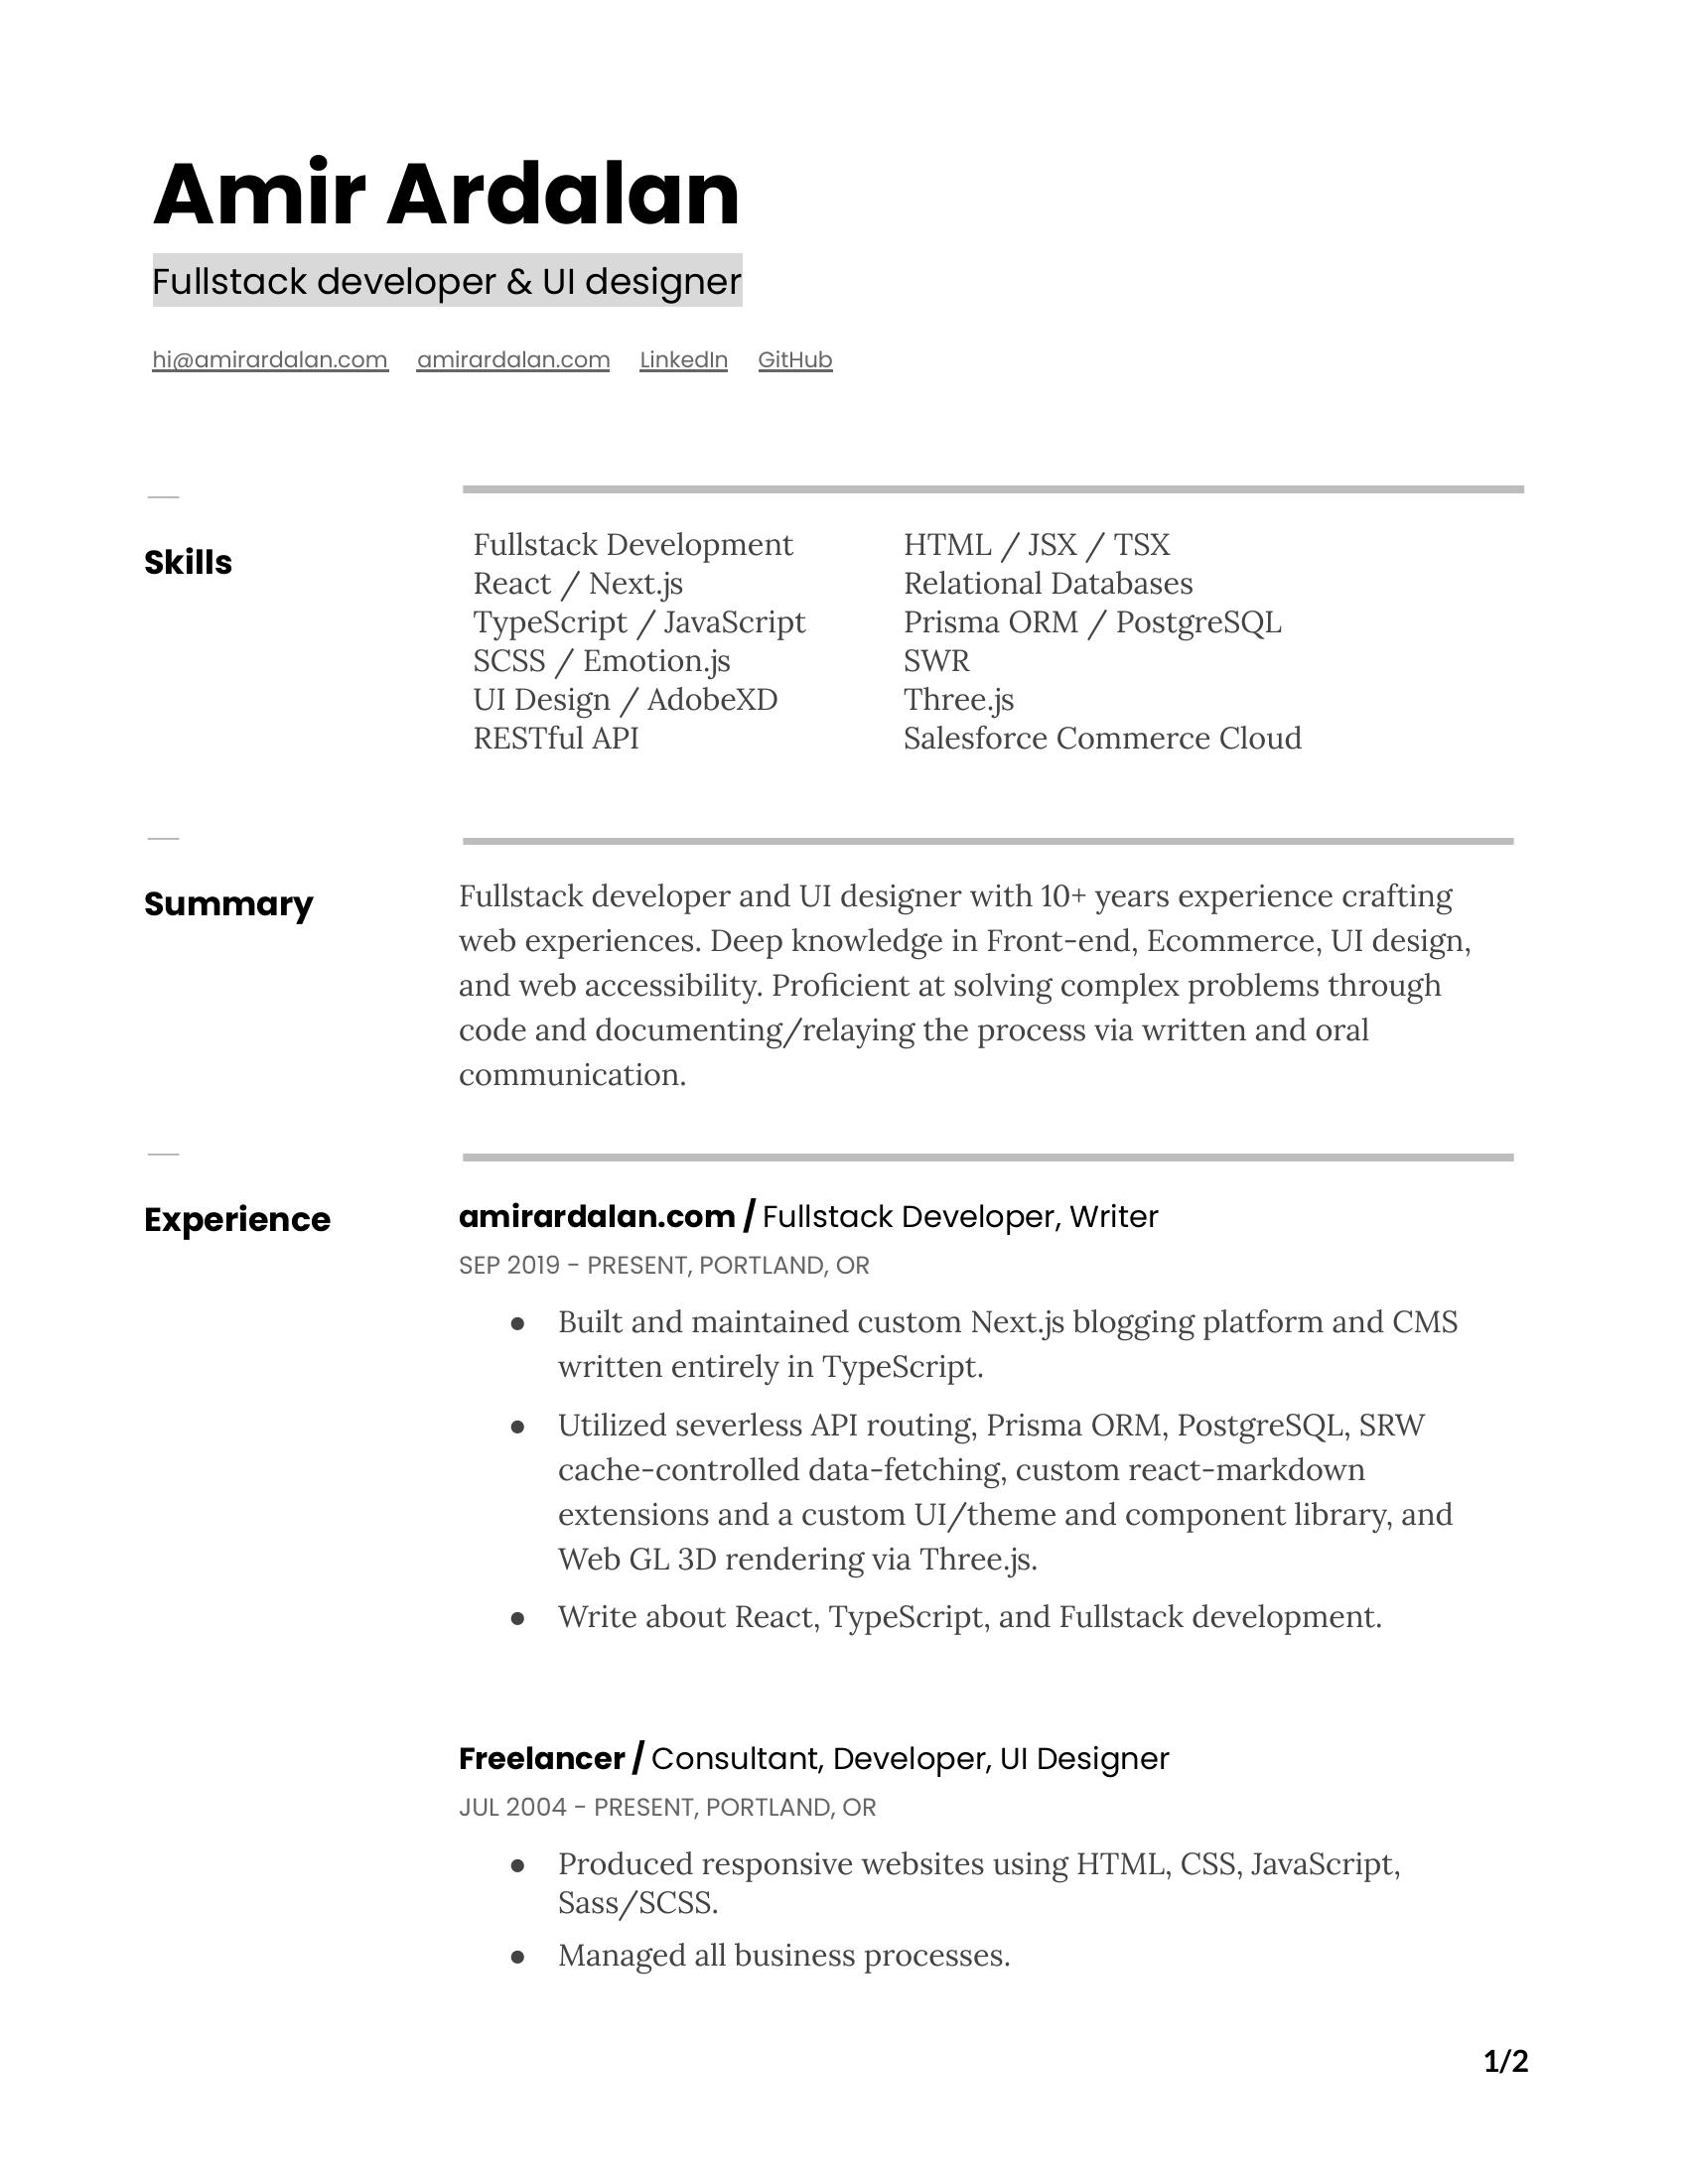 Amir Ardalan
Fullstack developer & UI designer
hi@amirardalan.com amirardalan.com LinkedIn GitHub
Skills
Fullstack Development
React / Next.js
TypeScript / JavaScript
SCSS / Emotion.js
UI Design / AdobeXD
RESTful API
HTML / JSX / TSX
Relational Databases
Prisma ORM / PostgreSQL
SWR
Three.js
Salesforce Commerce Cloud
Summary
Fullstack developer and UI designer with 10+ years experience crafting
web experiences. Deep knowledge in Front-end, Ecommerce, UI design,
and web accessibility. Proficient at solving complex problems through
code and documenting/relaying the process via written and oral
communication.
Experience
amirardalan.com / Fullstack Developer, Writer
SEP 2019 - PRESENT, PORTLAND, OR
● Built and maintained custom Next.js blogging platform and CMS
written entirely in TypeScript.
● Utilized severless API routing, Prisma ORM, PostgreSQL, SRW
cache-controlled data-fetching, custom react-markdown
extensions and a custom UI/theme and component library, and
Web GL 3D rendering via Three.js.
● Write about React, TypeScript, and Fullstack development.
Freelancer / Consultant, Developer, UI Designer
JUL 2004 - PRESENT, PORTLAND, OR
● Produced responsive websites using HTML, CSS, JavaScript,
Sass/SCSS.
● Managed all business processes.
1/2